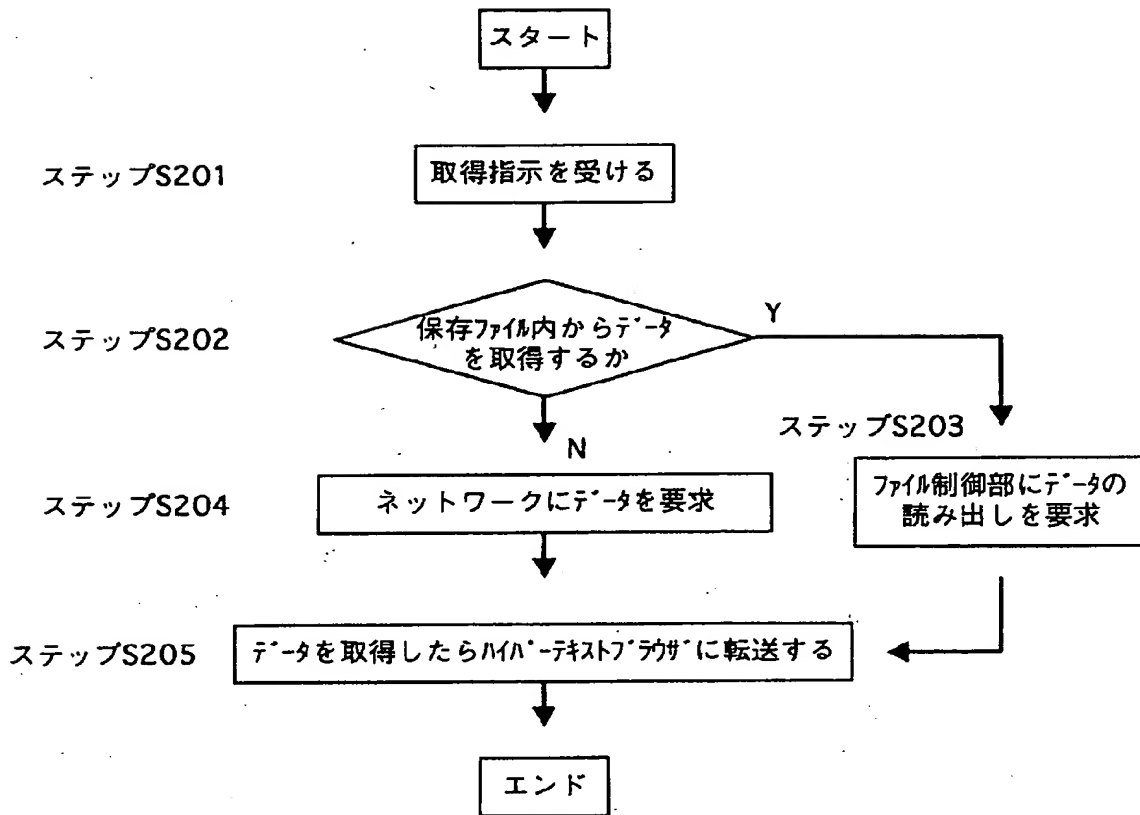 スタート
ステップS201
取得指示を受ける
ステップS202
保存ﾌｧｲﾙ内からﾃﾞｰﾀ
を取得するか
Y
N
ステップS203
ﾌｧｲﾙ制御部にﾃﾞｰﾀの
読み出しを要求
ステップS204
ネットワークにﾃﾞｰﾀを要求
ステップS205
ﾃﾞｰﾀを取得したらﾊｲﾊﾟｰﾃｷｽﾄﾌﾞﾗｳｻﾞに転送する
エンド